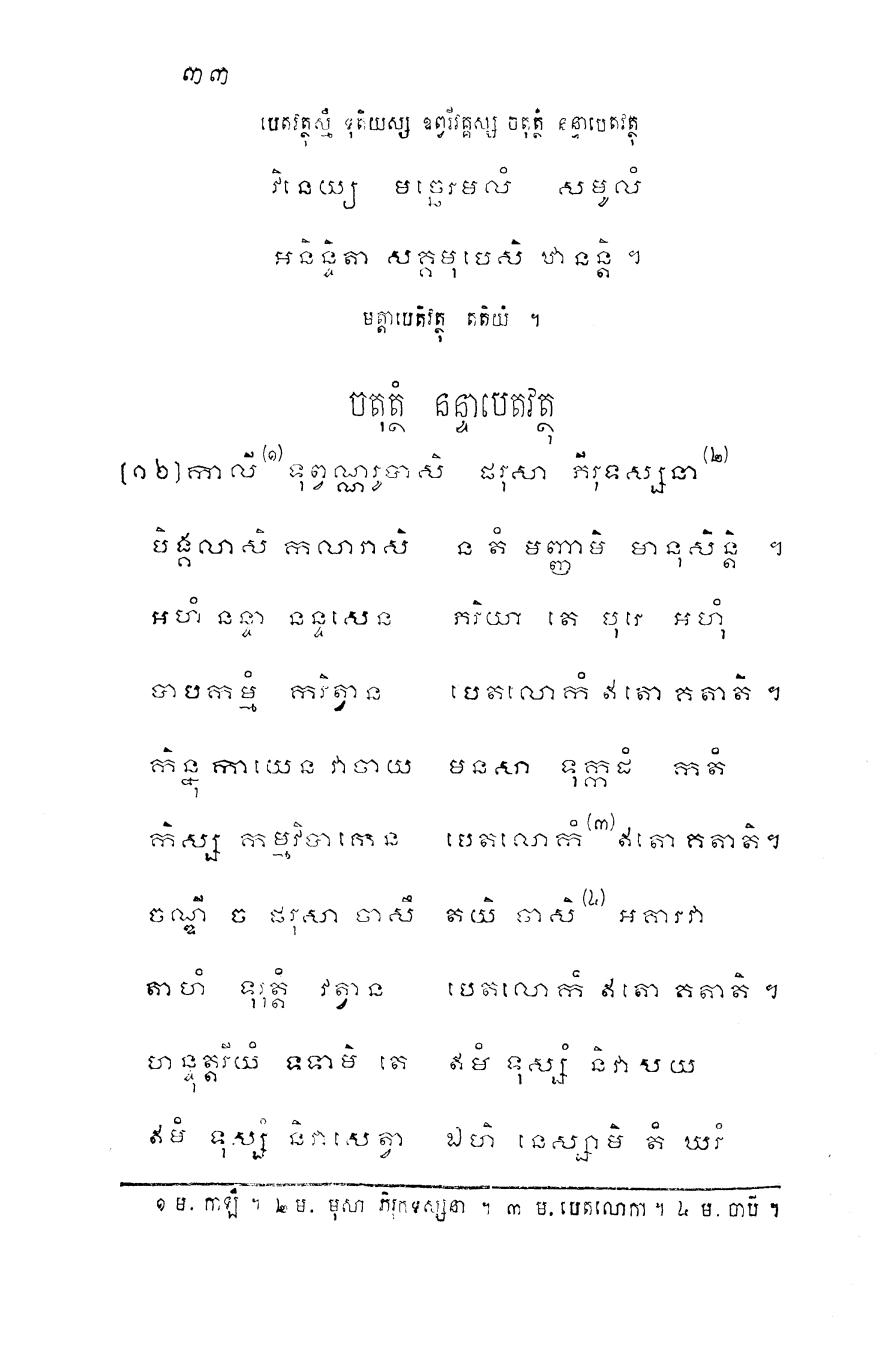 ៣៣
បេតវត្ថុស្មឹ ទុតិយស្ស ឧព្វរីវគ្គស្ស ចតុត្ថំ នន្ទាបេតវត្ថុ
វិនេយ្យ មច្ឆេរមលំ សមូលំ
អនិន្ទិតា សគ្គមុបេសិ ឋានន្តិ ។
មត្តាបេតិវត្ថុ តតិយំ ។
ចតុត្ថំ នន្ទាបេតវត្ថុ
[១៦] កាលី(១) ទុព្វណ្ណរូបាសិ ផរុសា ភីរុទស្សនា(២)
បិង្គលាសិ កលារាសិ ន តំ មញ្ញាមិ មានុសិន្តិ ។
អហំ នន្ទា នន្ទសេន ភរិយា តេ បុរេ អហុំ
បាបកម្មំ ករិត្វាន បេតលោកំ ឥតោ គតាតិ ។
កិន្នុ កាយេន វាចាយ មនសា ទុក្កដំ កតំ
កិស្ស កម្មវិបាកេន បេតលោកំ(៣) ឥតោ គតាតិ។
ចណ្ឌី ច ផរុសា ចាសឹ តយិ ចាសិ(៤) អគារវា
តាហំ ទុរុត្តំ វត្វាន បេតលោកំ ឥតោ គតាតិ ។
ហន្ទុត្តរីយំ ទទាមិ តេ ឥមំ ទុស្សំ និវាសយ
ឥមំ ទុស្សំ និវាសេត្វា ឯហិ នេស្សាមិ តំ ឃរំ
១ ម. កាឡី ។ ២ ម. មុសា ភីរុកទស្សនា ។ ៣ ម. បេតលោកា ។ ៤ ម. ចាបី ។